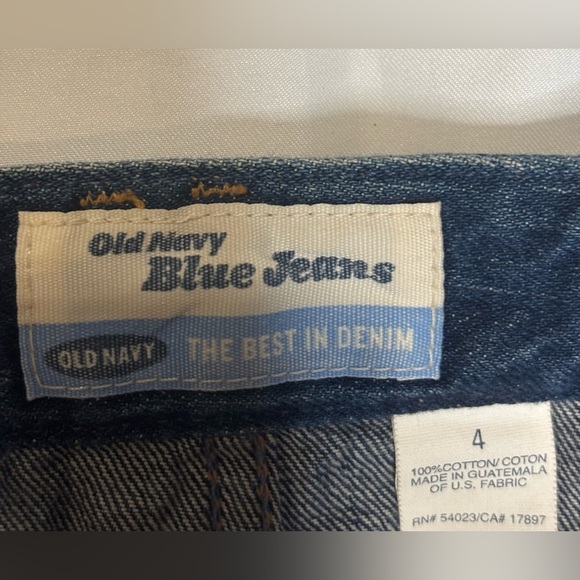 Old Navy
Blue Jeans
OLD NAVY THE BEST IN DENIM
4
100%COTTON/COTON
MADE IN GUATEMALA
OF U.S. FABRIC
RN# 54023/CA# 17897